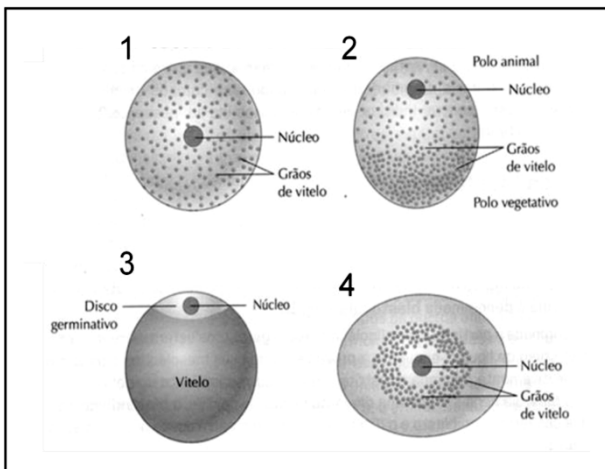 1
Núcleo
Grãos
de vitelo
2
Polo animal
Núcleo
Grãos
de vitelo
Polo vegetativo
3
Disco
germinativo
Núcleo
Vitelo
4
Núcleo
Grãos
de vitelo